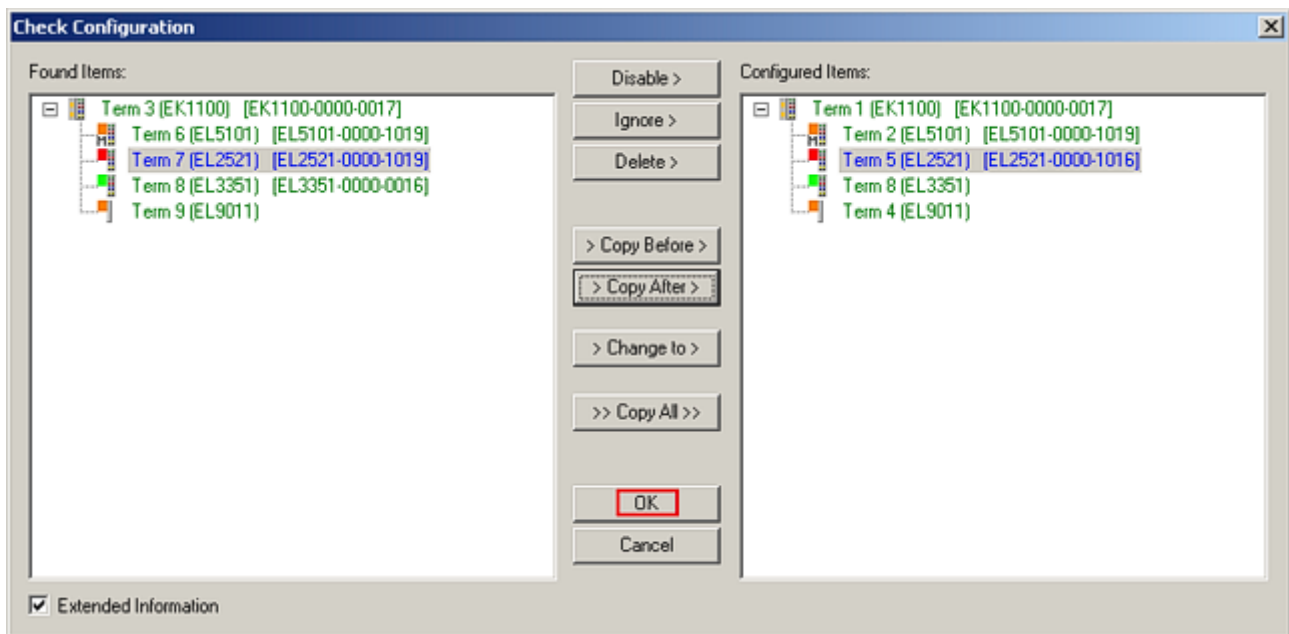 Check Configuration
Found Items:
Term 3 (EK1100) [EK1100-0000-0017]
Term 6 (EL5101) [EL5101-0000-1019]
Term 7 (EL2521) [EL2521-0000-1019]
Term 8 (EL3351) [EL3351-0000-0016]
Term 9 (EL9011)
Disable >
Ignore >
Delete >
> Copy Before >
> Copy After >
> Change to >
>> Copy All >>
OK
Cancel
Configured Items:
Term 1 (EK1100) [EK1100-0000-0017]
Term 2 (EL5101) [EL5101-0000-1019]
Term 5 (EL2521) [EL2521-0000-1016]
Term 8 (EL3351)
Term 4 (EL9011)
Extended Information